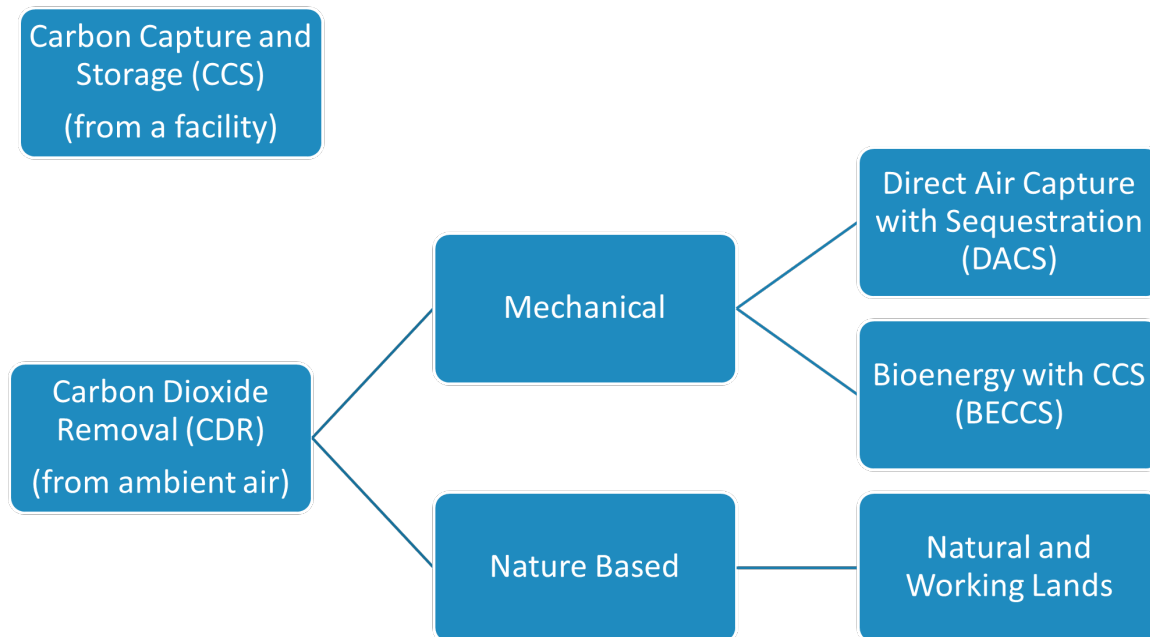 Carbon Capture and
Storage (CCS)
(from a facility)
Direct Air Capture
with Sequestration
(DACS)
Mechanical
Bioenergy with CCS
(BECCS)
Carbon Dioxide
Removal (CDR)
(from ambient air)
Nature Based
Natural and
Working Lands